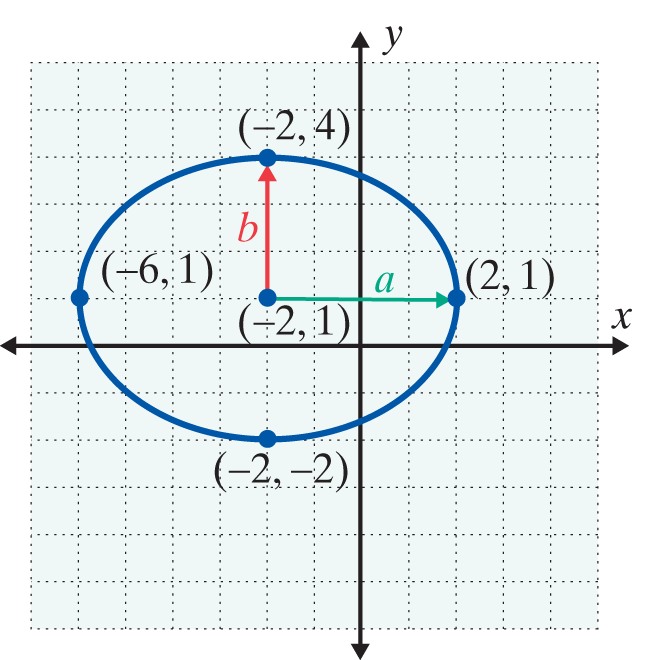 y
(–2, 4)
b
(–6, 1)
a
(2, 1)
(–2, 1)
x
(–2, –2)